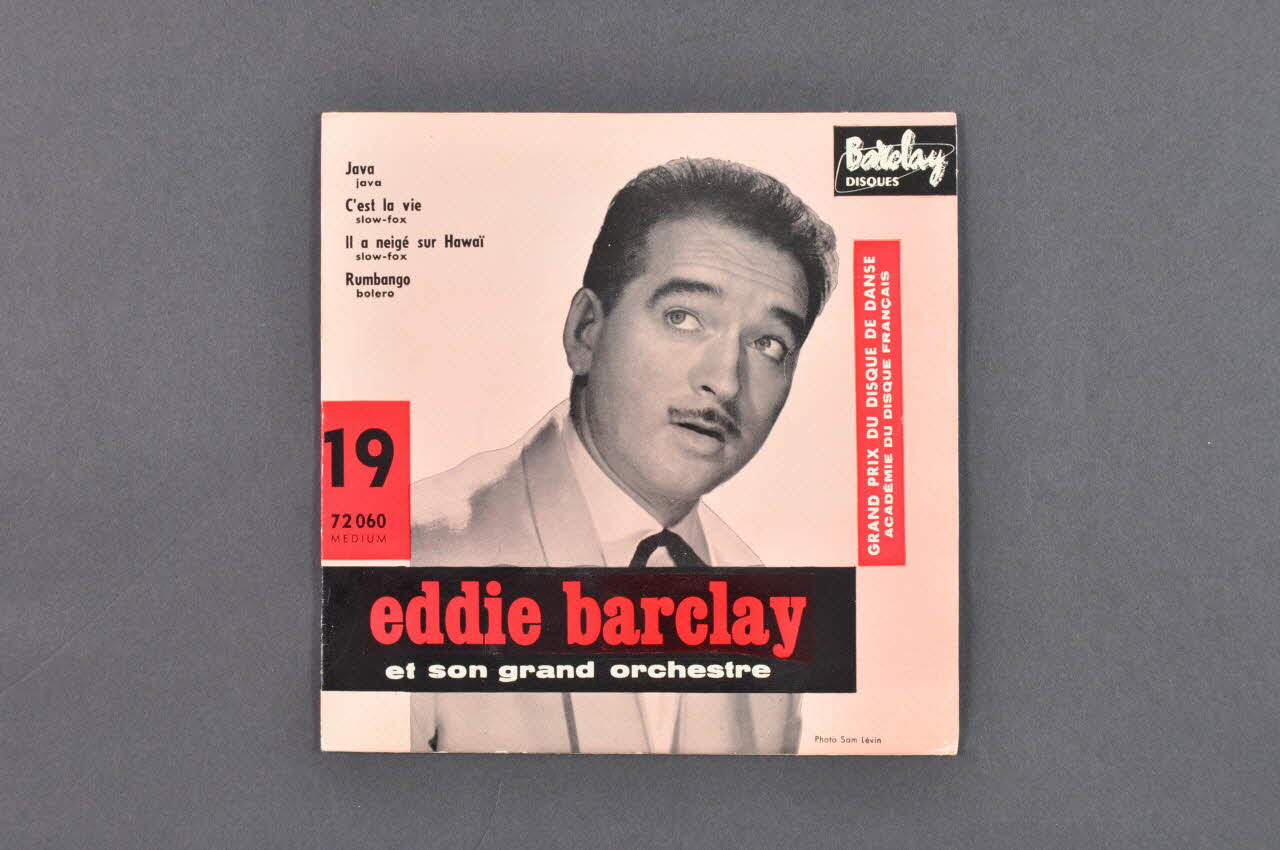 Barclay
DISQUES
Java
java
C'est la vie
slow-fox
Il a neigé sur Hawaï
slow-fox
Rumbango
bolero
GRAND PRIX DU DISQUE DE DANSE
ACADÉMIE DU DISQUE FRANÇAIS
19
72 060
MEDIUM
eddie barclay
et son grand orchestre
Photo Sam Lévin